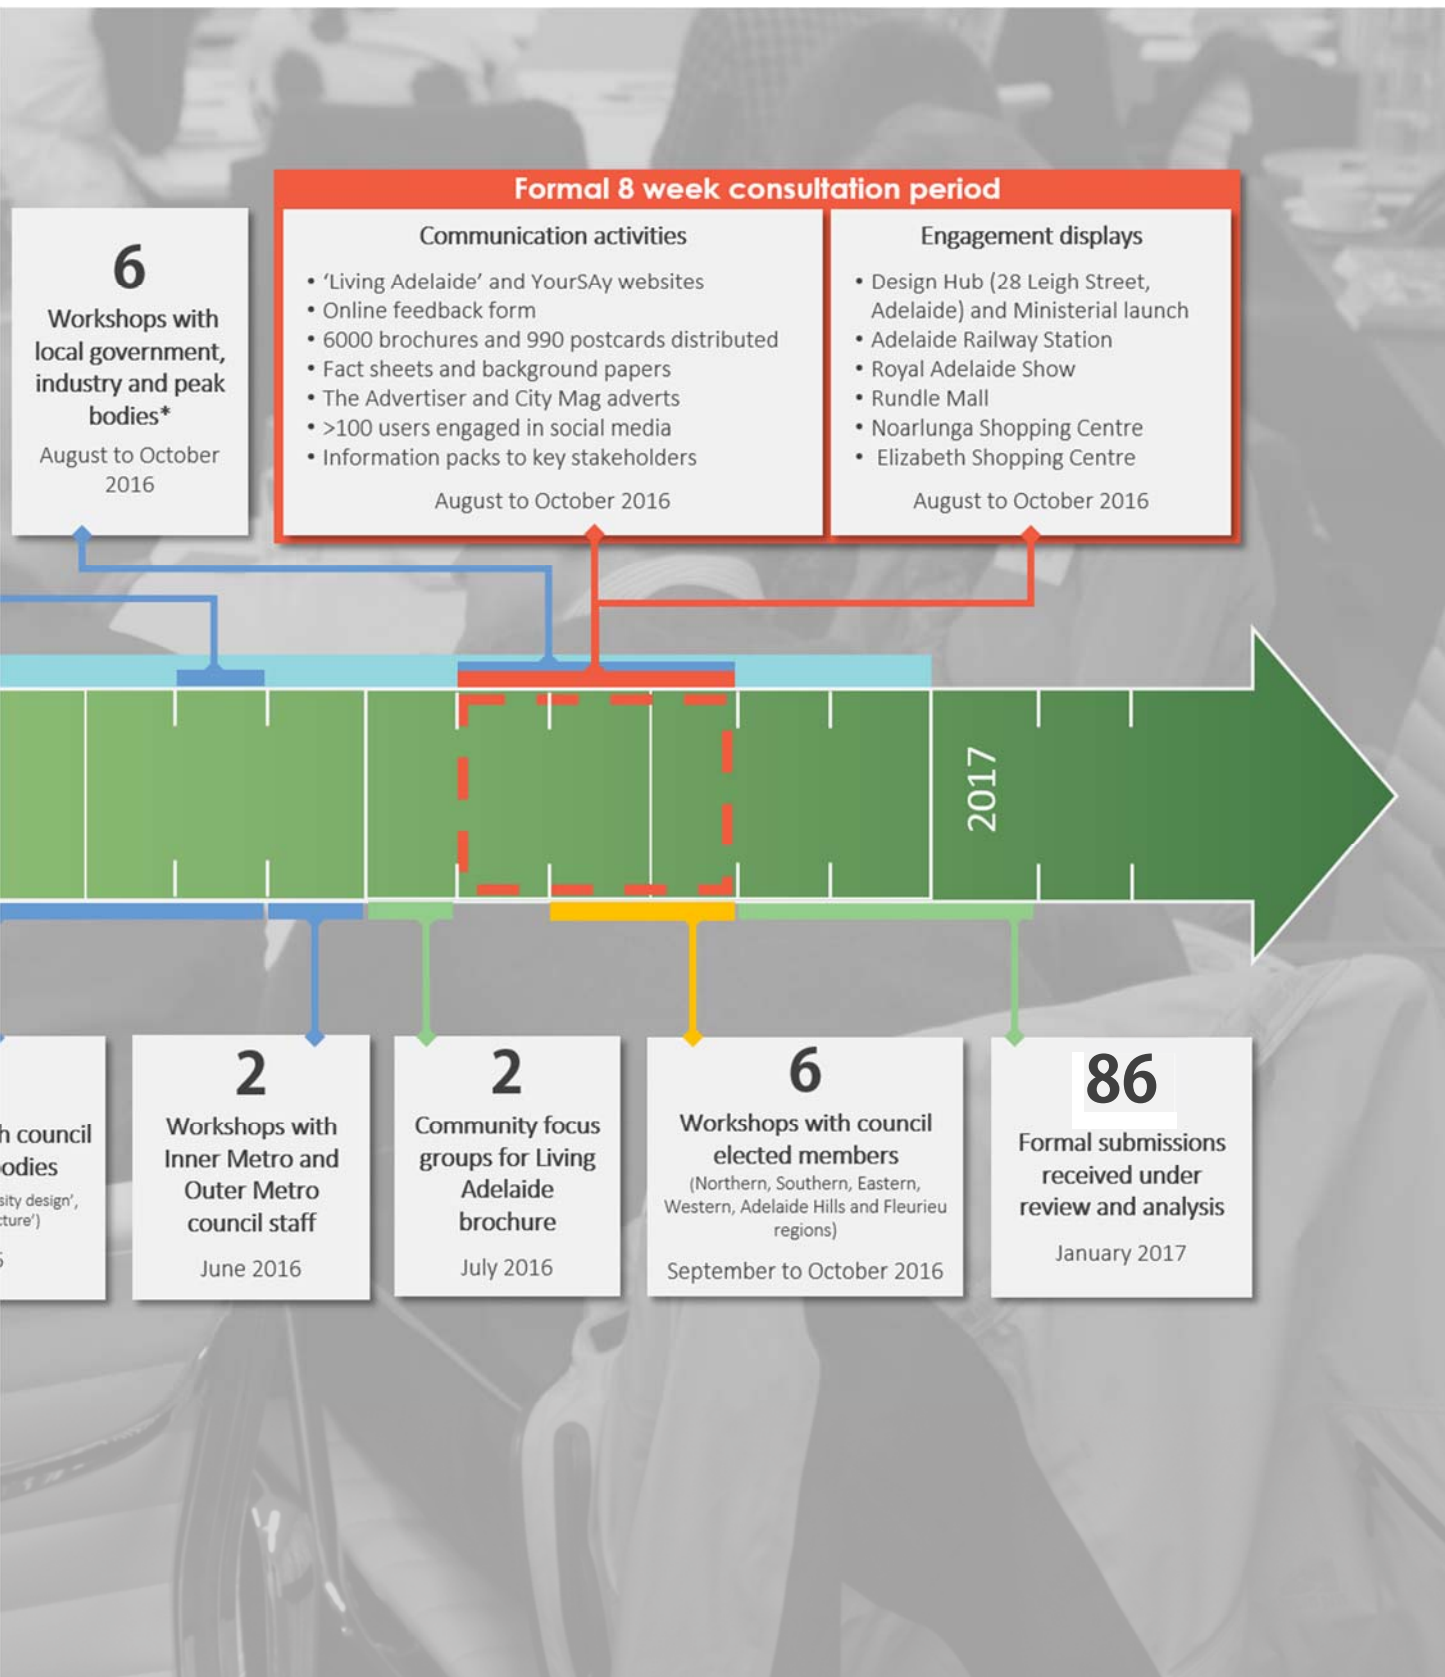 Formal 8 week consultation period
6
Workshops with
local government,
industry and peak
bodies*
August to October
2016
Communication activities
• ‘Living Adelaide’ and YourSAy websites
• Online feedback form
• 6000 brochures and 990 postcards distributed
• Fact sheets and background papers
• The Advertiser and City Mag adverts
• >100 users engaged in social media
• Information packs to key stakeholders
August to October 2016
Engagement displays
• Design Hub (28 Leigh Street,
Adelaide) and Ministerial launch
• Adelaide Railway Station
• Royal Adelaide Show
• Rundle Mall
• Noarlunga Shopping Centre
• Elizabeth Shopping Centre
August to October 2016
2017
h council
odies
sity design’,
cture’)
2
Workshops with
Inner Metro and
Outer Metro
council staff
June 2016
2
Community focus
groups for Living
Adelaide
brochure
July 2016
6
Workshops with council
elected members
(Northern, Southern, Eastern,
Western, Adelaide Hills and Fleurieu
regions)
September to October 2016
86
Formal submissions
received under
review and analysis
January 2017